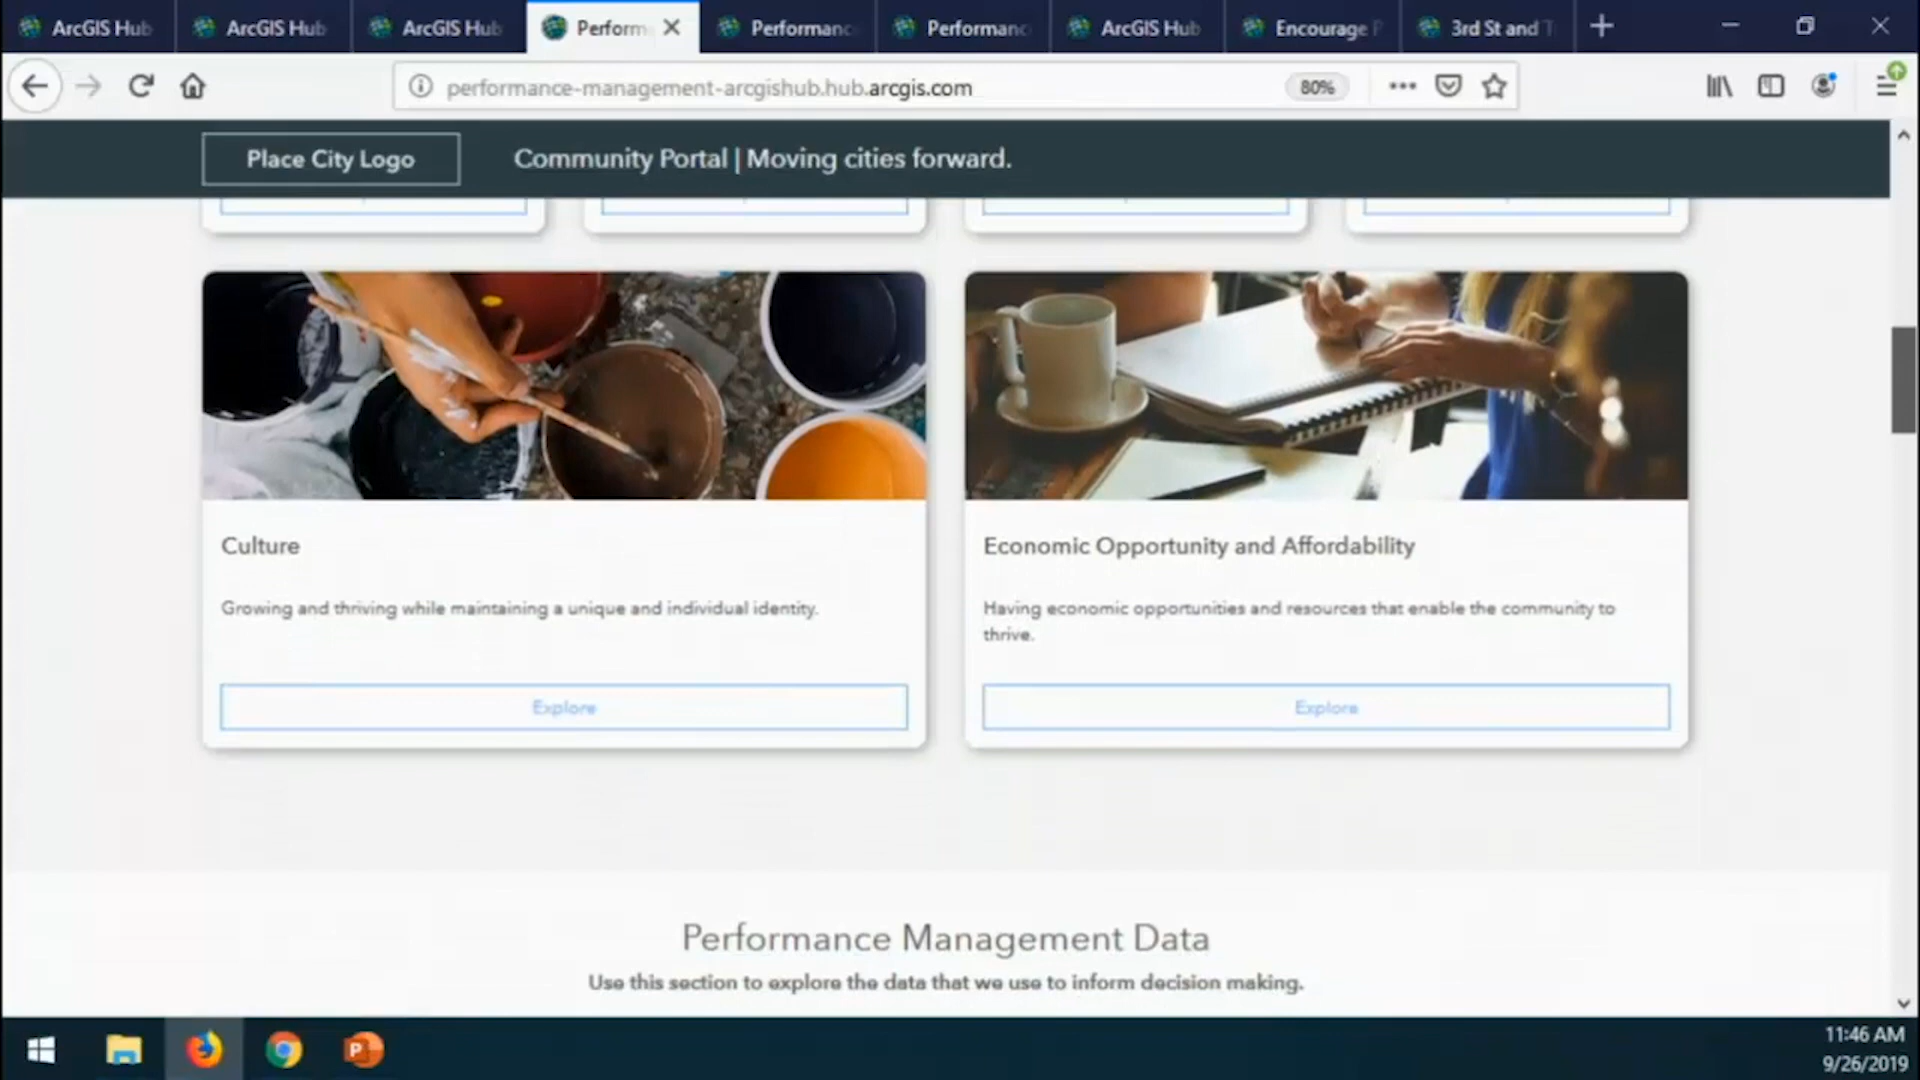 ArcGIS Hub
ArcGIS Hub
ArcGIS Hub
Perform
Performanc
Performanc
ArcGIS Hub
Encourage P
3rd St and T
performance-management-arcgishub.hub.arcgis.com
80%
Place City Logo
Community Portal | Moving cities forward.
Culture
Economic Opportunity and Affordability
Growing and thriving while maintaining a unique and individual identity.
Having economic opportunities and resources that enable the community to
thrive.
Explore
Explore
Performance Management Data
Use this section to explore the data that we use to inform decision making.
11:46 AM
9/26/2019